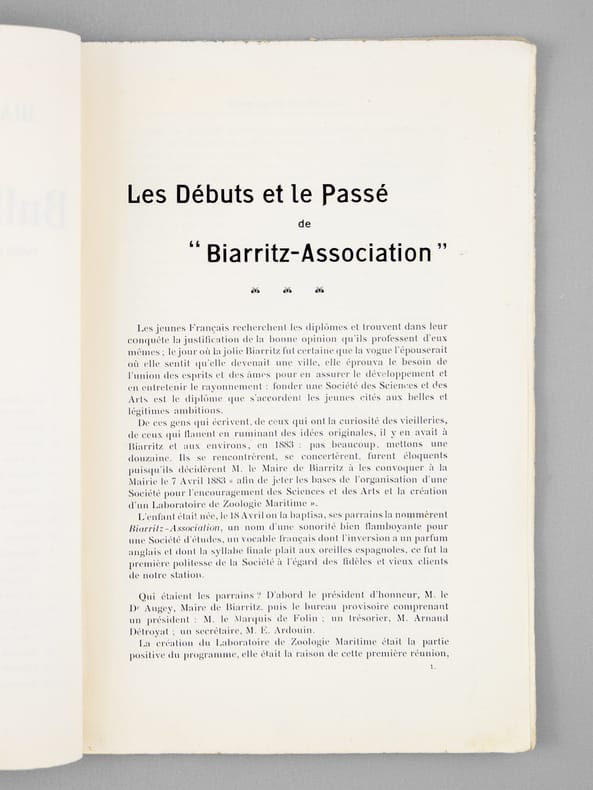 Les Débuts et le Passé
de
“ Biarritz-Association ”
Les jeunes Français recherchent les diplômes et trouvent dans leur
conquête la justification de la bonne opinion qu'ils professent d'eux
mêmes ; le jour où la jolie Biarritz fut certaine que la vogue l'épouserait
où elle sentit qu'elle devenait une ville, elle éprouva le besoin de
l'union des esprits et des âmes pour en assurer le développement et
en entretenir le rayonnement : fonder une Société des Sciences et des
Arts est le diplôme que s'accordent les jeunes cités aux belles et
légitimes ambitions.
De ces gens qui écrivent, de ceux qui ont la curiosité des vieilleries,
de ceux qui flanent en ruminant des idées originales, il y en avait à
Biarritz et aux environs, en 1883 : pas beaucoup, mettons une
douzaine. Ils se rencontrèrent, se concertèrent, furent éloquents
puisqu'ils décidèrent M. le Maire de Biarritz à les convoquer à la
Mairie le 7 Avril 1883 « afin de jeter les bases de l'organisation d'une
Société pour l'encouragement des Sciences et des Arts et la création
d'un Laboratoire de Zoologie Maritime ».
L'enfant était née, le 18 Avril on la baptisa, ses parrains la nommèrent
Biarritz-Association, un nom d'une sonorité bien flamboyante pour
une Société d'études, un vocable français dont l'inversion a un parfum
anglais et dont la syllabe finale plait aux oreilles espagnoles, ce fut la
première politesse de la Société à l'égard des fidèles et vieux clients
de notre station.
Qui étaient les parrains ? D'abord le président d'honneur, M. le
Dr Augey, Maire de Biarritz, puis le bureau provisoire comprenant
un président : M. le Marquis de Folin ; un trésorier, M. Arnaud
Détroyat ; un secrétaire, M. E. Ardouin.
La création du Laboratoire de Zoologie Maritime était la partie
positive du programme, elle était la raison de cette première réunion,
1.